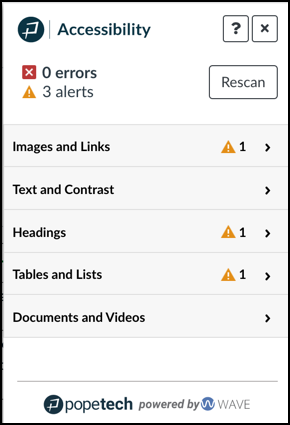 Accessibility
?
×
0 errors
3 alerts
Rescan
Images and Links 1
Text and Contrast
Headings 1
Tables and Lists 1
Documents and Videos
popetech powered by WAVE